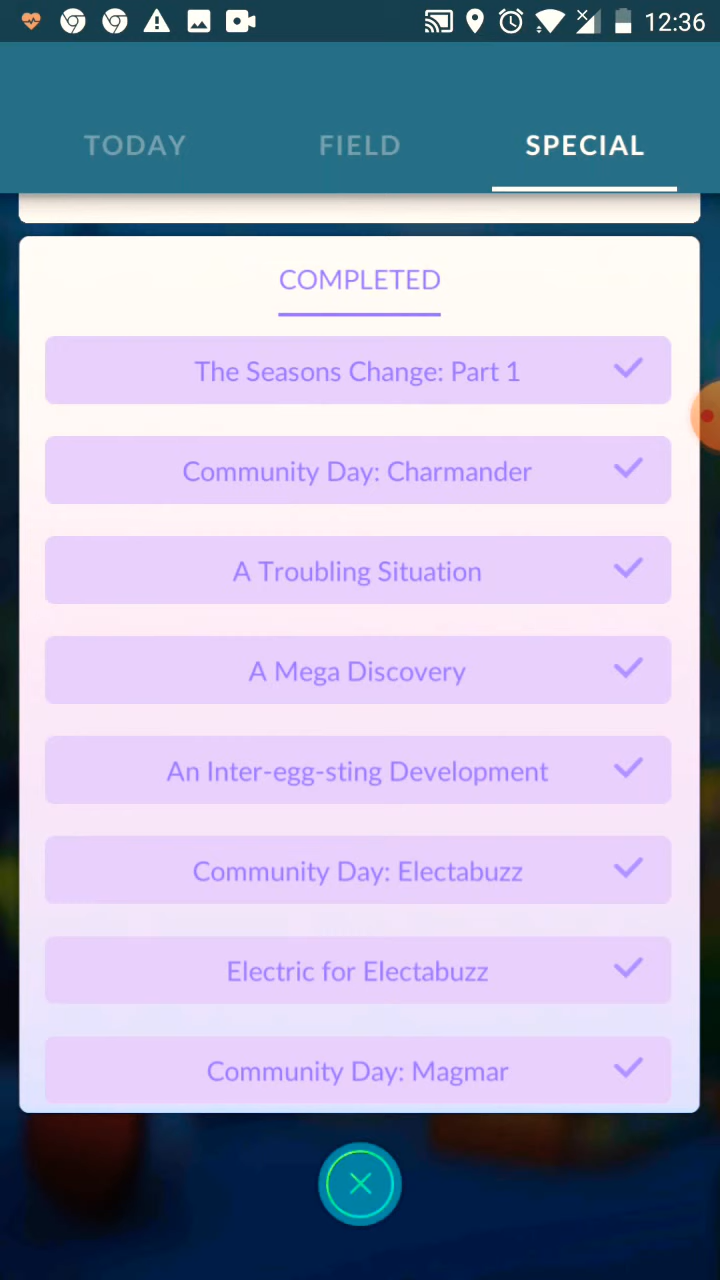 12:36
TODAY FIELD SPECIAL
COMPLETED
The Seasons Change: Part 1
Community Day: Charmander
A Troubling Situation
A Mega Discovery
An Inter-egg-sting Development
Community Day: Electabuzz
Electric for Electabuzz
Community Day: Magmar